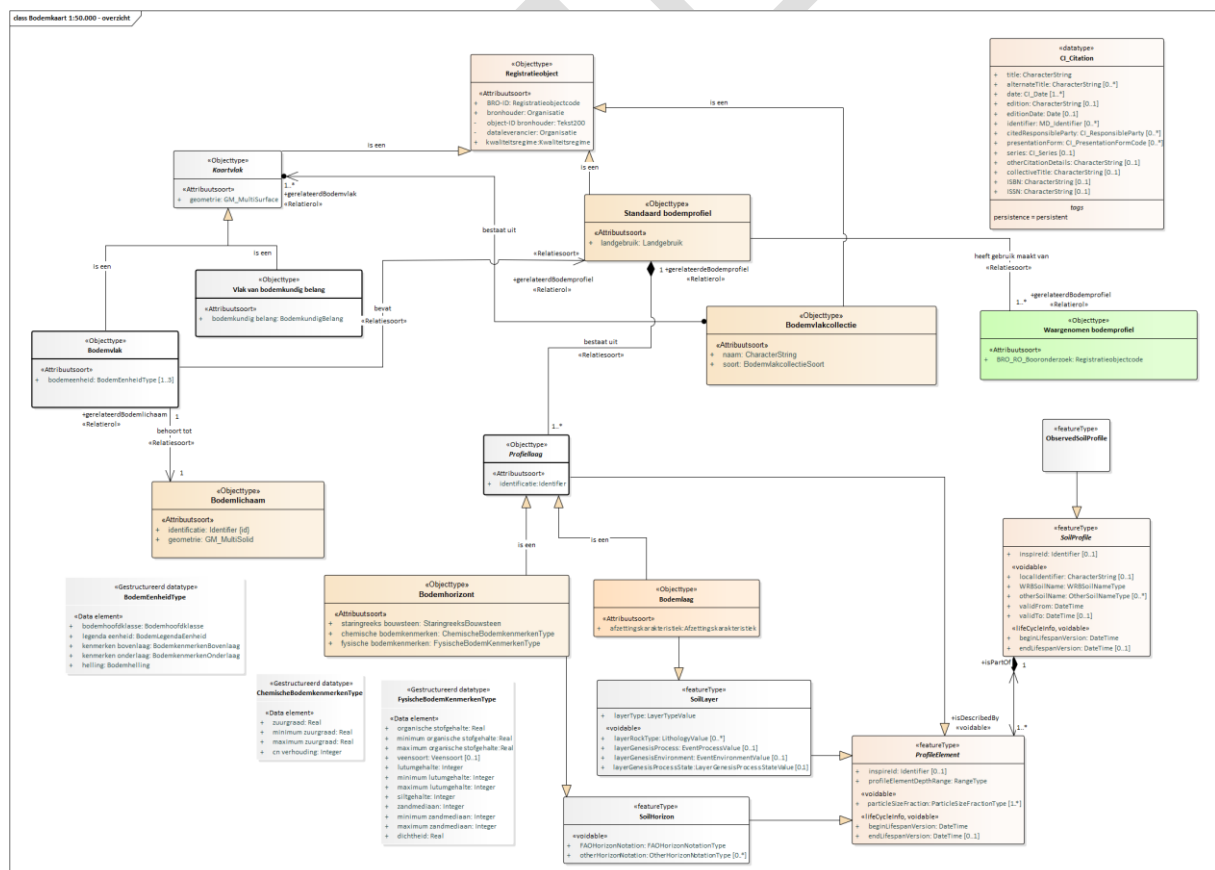 class Bodemkaart 1:50.000 - overzicht
«Objecttype»
Registratieobject
«Attribuutsoort»
+ BRO-ID: Registratieobjectcode
+ bronhouder: Organisatie
- object-ID bronhouder: Tekst200
- dataleverancier: Organisatie
+ kwaliteitsregime:Kwaliteitsregime
«datatype»
CI_Citation
+ title: CharacterString
+ alternateTitle: CharacterString [0..*]
+ date: CI_Date [1..*]
+ edition: CharacterString [0..1]
+ editionDate: Date [0..1]
+ identifier: MD_Identifier [0..*]
+ citedResponsibleParty: CI_ResponsibleParty [0..*]
+ presentationForm: CI_PresentationFormCode [0..*]
+ series: CI_Series [0..1]
+ otherCitationDetails: CharacterString [0..1]
+ collectiveTitle: CharacterString [0..1]
+ ISBN: CharacterString [0..1]
+ ISSN: CharacterString [0..1]
tags
persistence = persistent
is een
is een
is een
«Objecttype»
Kaartvlak
«Attribuutsoort»
+ geometrie: GM_MultiSurface
1..*
+gerelateerdBodemvlak
«Relatierol»
bestaat uit
«Relatiesoort»
«Objecttype»
Standaard bodemprofiel
«Attribuutsoort»
+ landgebruik: Landgebruik
is een
is een
«Objecttype»
Vlak van bodemkundig belang
«Attribuutsoort»
+ bodemkundig belang: BodemkundigBelang
+gerelateerdBodemprofiel
«Relatierol»
1 +gerelateerdeBodemprofiel
«Relatierol»
heeft gebruik maakt van
«Relatiesoort»
1..*
+gerelateerdBodemprofiel
«Relatierol»
bevat
«Relatiesoort»
«Objecttype»
Bodemvlak
«Attribuutsoort»
+ bodemeenheid: BodemEenheidType [1..3]
«Objecttype»
Bodemvlakcollectie
«Attribuutsoort»
+ naam: CharacterString
+ soort: BodemvlakcollectieSoort
«Objecttype»
Waargenomen bodemprofiel
«Attribuutsoort»
+ BRO_RO_Booronderzoek: Registratieobjectcode
bestaat uit
«Relatiesoort»
1..*
+gerelateerdBodemlichaam
«Relatierol»
1
behoort tot
«Relatiesoort»
1
«Objecttype»
Profiellaag
«Attribuutsoort»
+ identificatie:Identifier
«featureType»
ObservedSoilProfile
«Objecttype»
Bodemlichaam
«Attribuutsoort»
+ identificatie: Identifier [id]
+ geometrie: GM_MultiSolid
is een
is een
«featureType»
SoilProfile
+ inspireId: Identifier [0..1]
«voidable»
+ localIdentifier: CharacterString [0..1]
+ WRBSoilName: WRBSoilNameType
+ otherSoilName: OtherSoilNameType [0..*]
+ validFrom: DateTime
+ validTo: DateTime [0..1]
«lifeCycleInfo, voidable»
+ beginLifespanVersion: DateTime
+ endLifespanVersion: DateTime [0..1]
«Gestructureerd datatype»
BodemEenheidType
«Data element»
+ bodemhoofdklasse: Bodemhoofdklasse
+ legenda eenheid: BodemLegendaEenheid
+ kenmerken bovenlaag: BodemkenmerkenBovenlaag
+ kenmerken onderlaag: BodemkenmerkenOnderlaag
+ helling: Bodemhelling
«Objecttype»
Bodemhorizont
«Attribuutsoort»
+ staringreeks bouwsteen: StaringreeksBouwsteen
+ chemische bodemkenmerken: ChemischeBodemkenmerkenType
+ fysische bodemkenmerken: FysischeBodemKenmerkenType
«Objecttype»
Bodemlaag
«Attribuutsoort»
+ afzettingskarakteristiek:Afzettingskarakteristiek
+isPartOf
1
+isDescribedBy
«voidable»
1..*
«Gestructureerd datatype»
ChemischeBodemkenmerkenType
«Data element»
+ zuurgraad: Real
+ minimum zuurgraad: Real
+ maximum zuurgraad: Real
+ cn verhouding: Integer
«Gestructureerd datatype»
FysischeBodemKenmerkenType
«Data element»
+ organische stofgehalte: Real
+ minimum organische stofgehalte: Real
+ maximum organische stofgehalte:Real
+ veensoort: Veensoort [0..1]
+ lutumgehalte: Integer
+ minimum lutumgehalte: Integer
+ maximum lutumgehalte: Integer
+ siltgehalte: Integer
+ zandmediaan: Integer
+ minimum zandmediaan: Integer
+ maximum zandmediaan: Integer
+ dichtheid: Real
«featureType»
SoilLayer
+ layerType: LayerTypeValue
«voidable»
+ layerRockType: LithologyValue [0..*]
+ layerGenesisProcess: EventProcessValue [0..1]
+ layerGenesisEnvironment: EventEnvironmentValue [0..1]
+ layerGenesisProcessState:LayerGenesisProcessStateValue [0.1]
«featureType»
ProfileElement
+ inspireId: Identifier [0..1]
+ profileElementDepthRange: RangeType
«voidable»
+ particleSizeFraction: ParticleSizeFractionType [1..*]
«lifeCycleInfo, voidable»
+ beginLifespanVersion: DateTime
+ endLifespanVersion: DateTime [0..1]
«featureType»
SoilHorizon
«voidable»
+ FAOHorizonNotation: FAOHorizonNotationType
+ otherHorizonNotation: OtherHorizonNotationType [0..*]